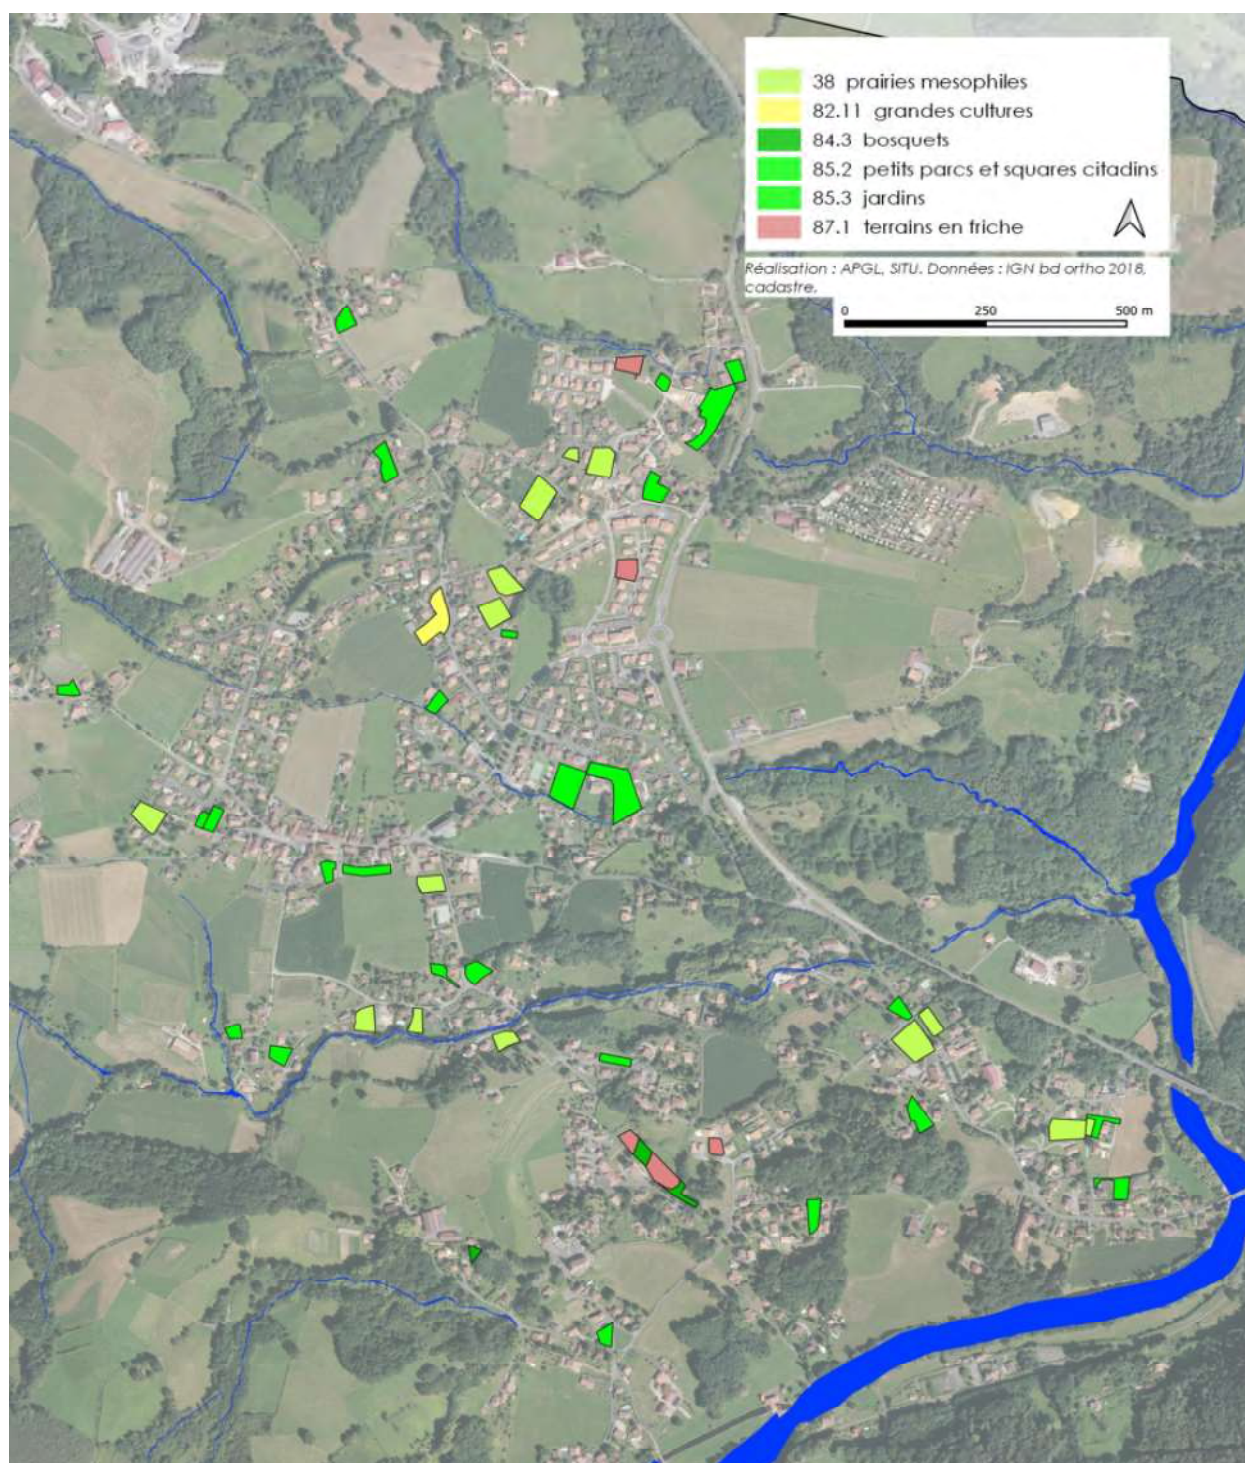 38 prairies mesophiles
82.11 grandes cultures
84.3 bosquets
85.2 petits parcs et squares citadins
85.3 jardins
87.1 terrains en friche
Réalisation : APGL, SITU. Données : IGN bd ortho 2018,
cadastre,
0 250 500 m